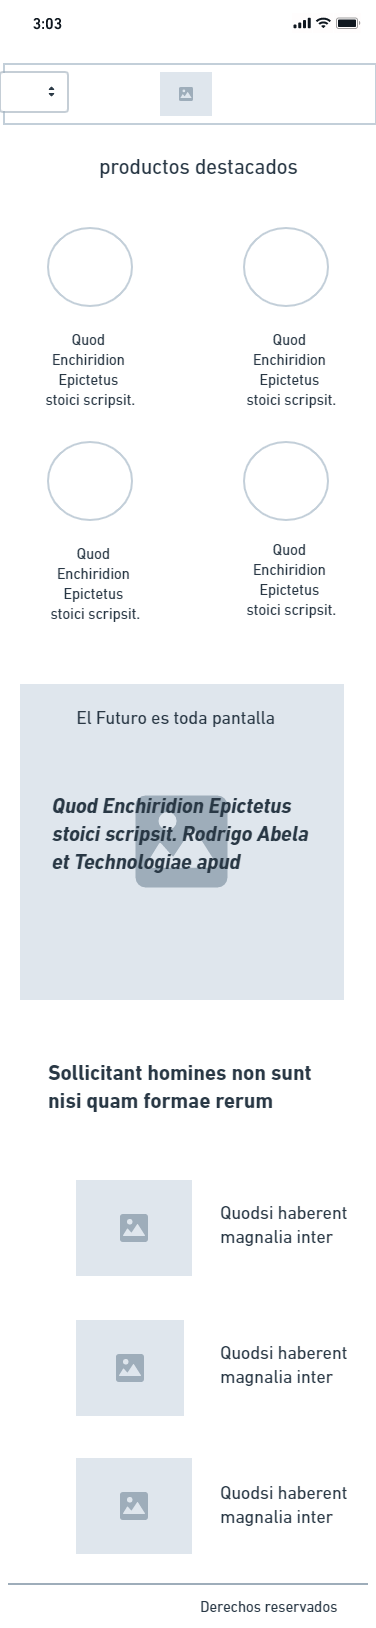 3:03
productos destacados
Quod
Enchiridion
Epictetus
stoici scripsit.
Quod
Enchiridion
Epictetus
stoici scripsit.
Quod
Enchiridion
Epictetus
stoici scripsit.
Quod
Enchiridion
Epictetus
stoici scripsit.
El Futuro es toda pantalla
Quod Enchiridion Epictetus
stoici scripsit. Rodrigo Abela
et Technologiae apud
Sollicitant homines non sunt
nisi quam formae rerum
Quodsi haberent
magnalia inter
Quodsi haberent
magnalia inter
Quodsi haberent
magnalia inter
Derechos reservados